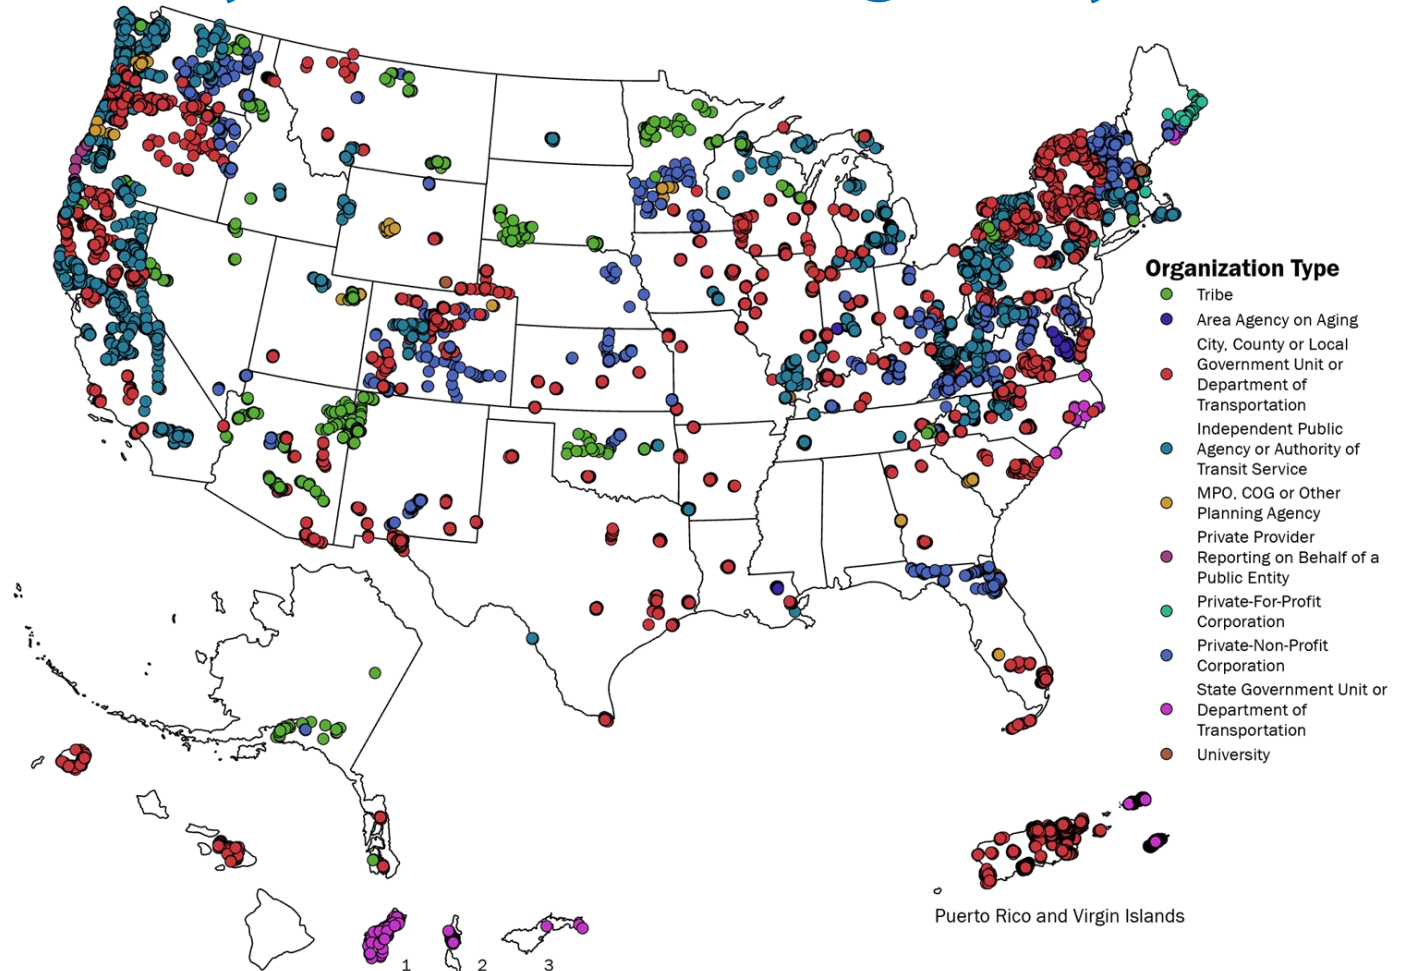 Organization Type
Tribe
Area Agency on Aging
City, County or Local
Government Unit or
Department of
Transportation
Independent Public
Agency or Authority of
Transit Service
MPO, COG or Other
Planning Agency
Private Provider
Reporting on Behalf of a
Public Entity
Private-For-Profit
Corporation
Private-Non-Profit
Corporation
State Government Unit or
Department of
Transportation
University
Puerto Rico and Virgin Islands
1
2
3